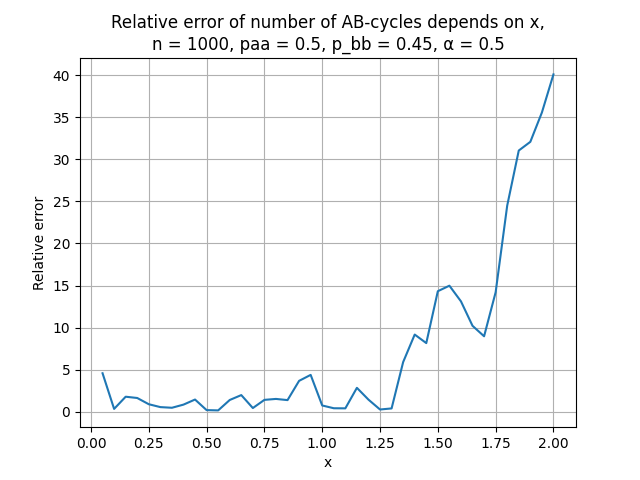 Relative error of number of AB-cycles depends on x,
n = 1000, paa = 0.5, p_bb = 0.45, α = 0.5
40
35
30
25
20
15
10
5
0
Relative error
0.00 0.25 0.50 0.75 1.00 1.25 1.50 1.75 2.00
x